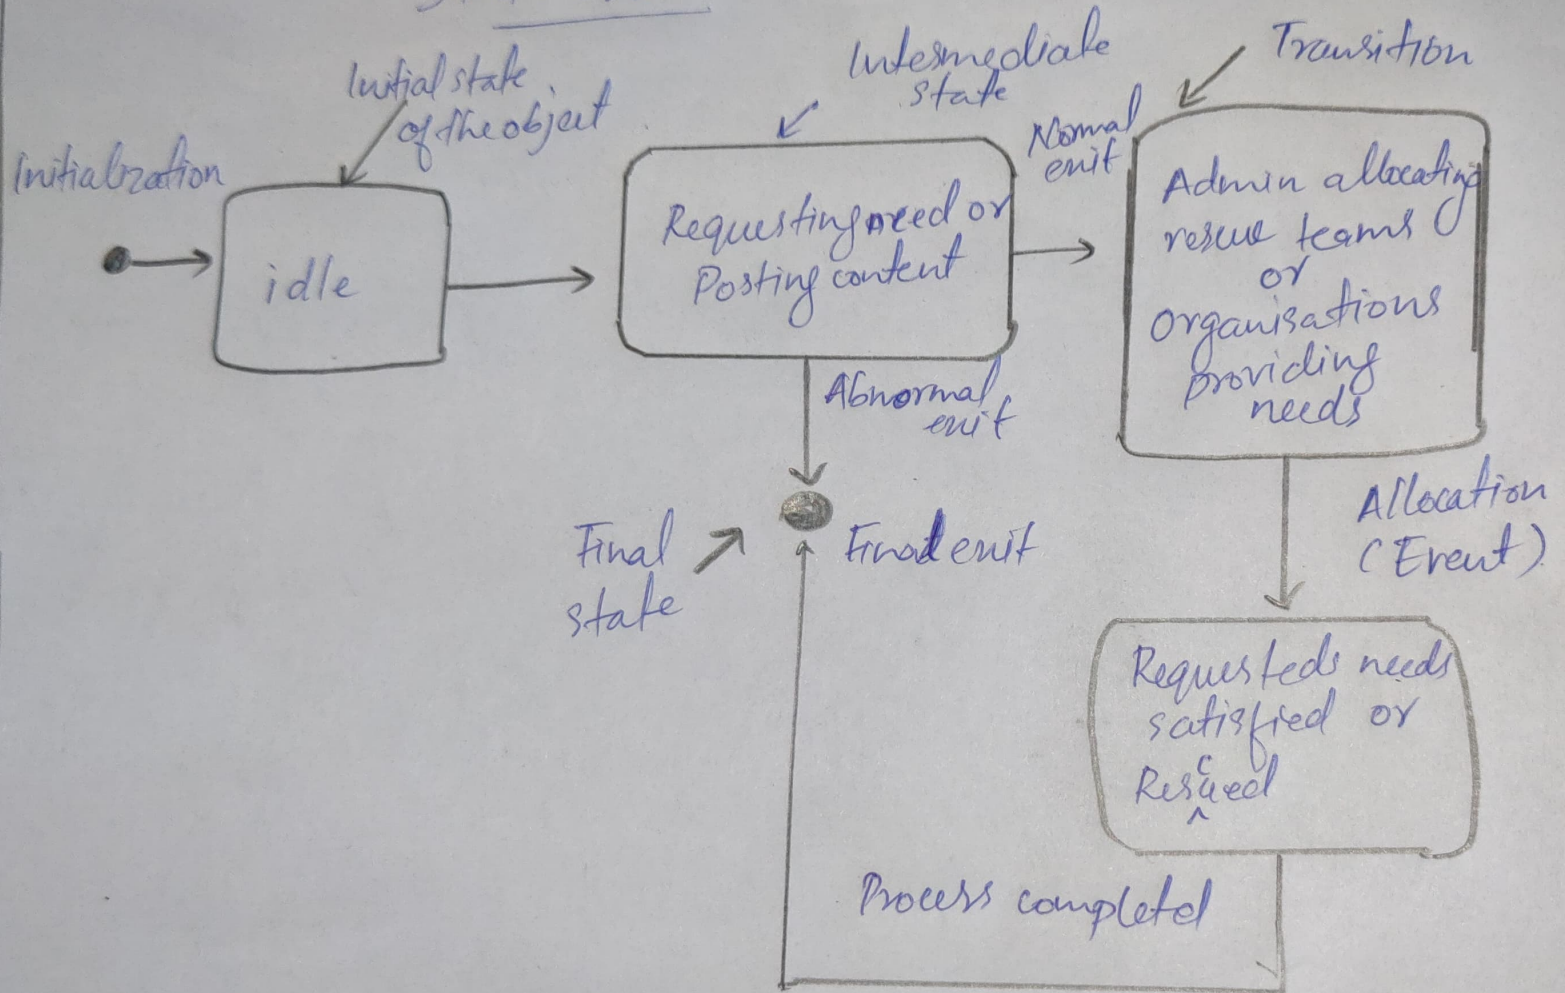 Initialization
Initial state
of the object
idle
Intermediate
state
Requesting need or
Posting content
Normal
exit
Transition
Admin allocating
rescue teams
or
organisations
providing
needs
Abnormal
exit
Final
state
Final exit
Allocation
(Event)
Requesteds needs
satisfied or
Rescued
Process completed